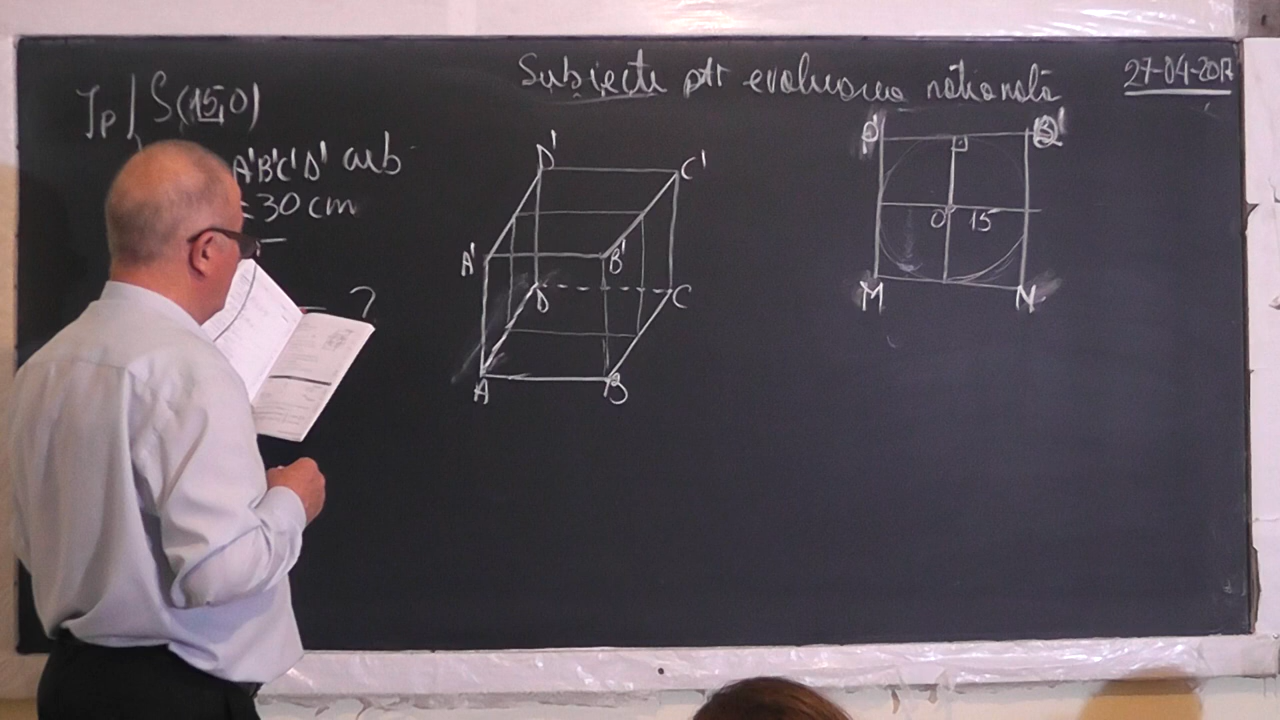 Subiecte ptr evaluarea națională
27-04-2017
Ip | S(15,0)
A'B'C'D' cub
= 30 cm
= ?
D'
C'
A'
B'
D
C
A
B
P
Q
O 15
M
N